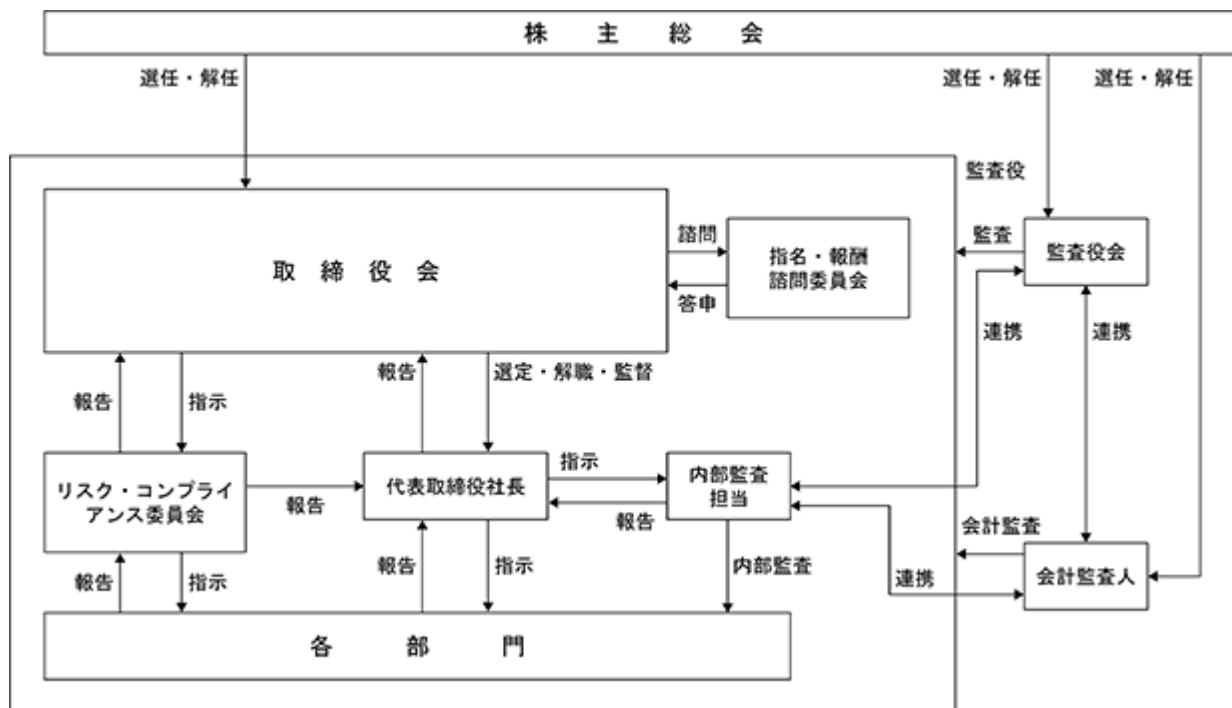 株主総会
選任・解任
選任・解任
選任・解任
監査役
取締役会
諮問
答申
指名・報酬
諮問委員会
監査
監査役会
連携
連携
報告
指示
報告
選定・解職・監督
リスク・コンプライ
アンス委員会
報告
代表取締役社長
指示
報告
内部監査
担当
会計監査
会計監査人
連携
報告
指示
報告
指示
内部監査
各部門